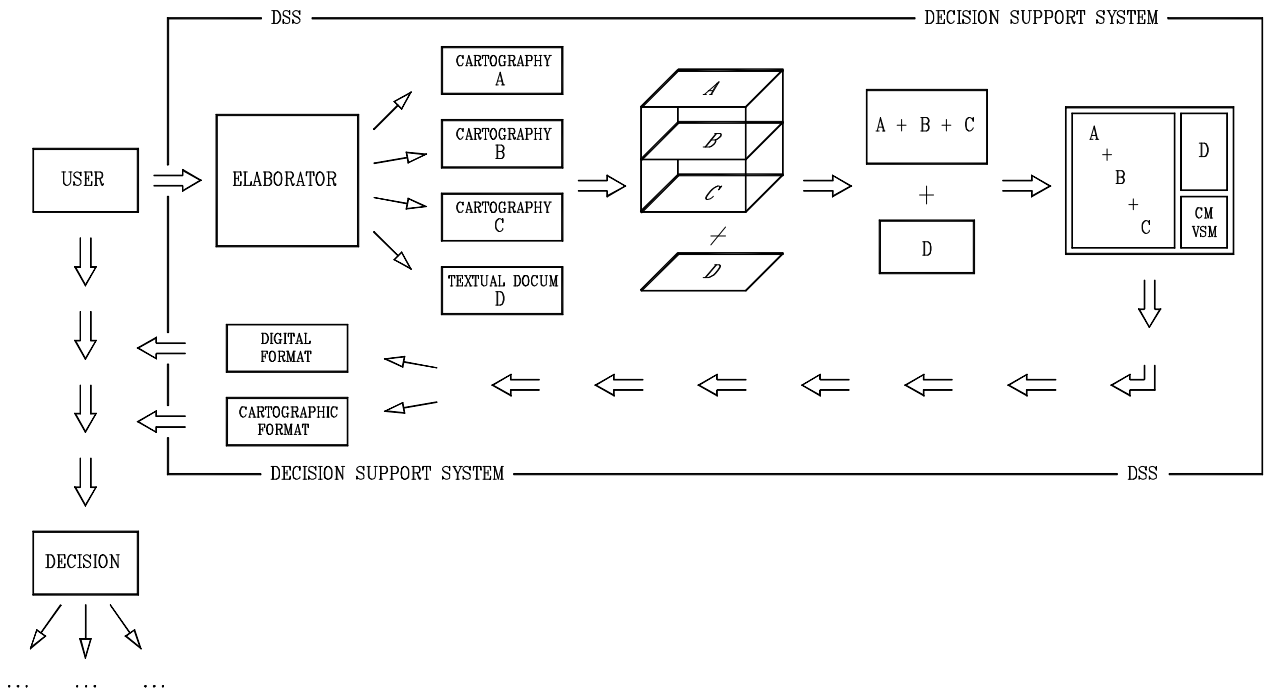 DSS
DECISION SUPPORT SYSTEM
USER
ELABORATOR
CARTOGRAPHY
A
CARTOGRAPHY
B
CARTOGRAPHY
C
TEXTUAL DOCUM
D
A
B
C
+
D
A + B + C
+
D
A
+
B
+
C
D
CM
VSM
DIGITAL
FORMAT
CARTOGRAPHIC
FORMAT
DECISION SUPPORT SYSTEM
DSS
DECISION
... ... ...